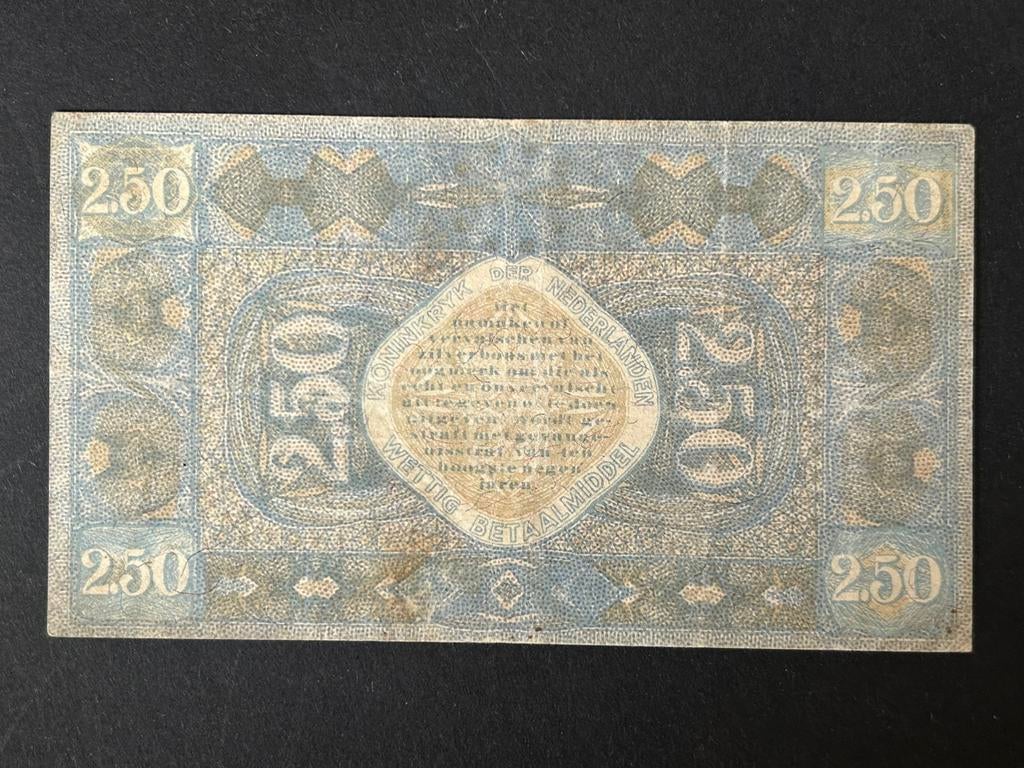 2.50
2.50
KONINKRYK DER NEDERLANDEN
2.50
Het
namaken of
vervalschen van
zilverbons met het
oogmerk om die als
echt en onvervalscht
uit te geven of te doen
uitgeven, wordt ge-
straft met gevange-
nisstraf van ten
hoogste negen
jaren.
2.50
WETTIG BETAALMIDDEL
2.50
2.50